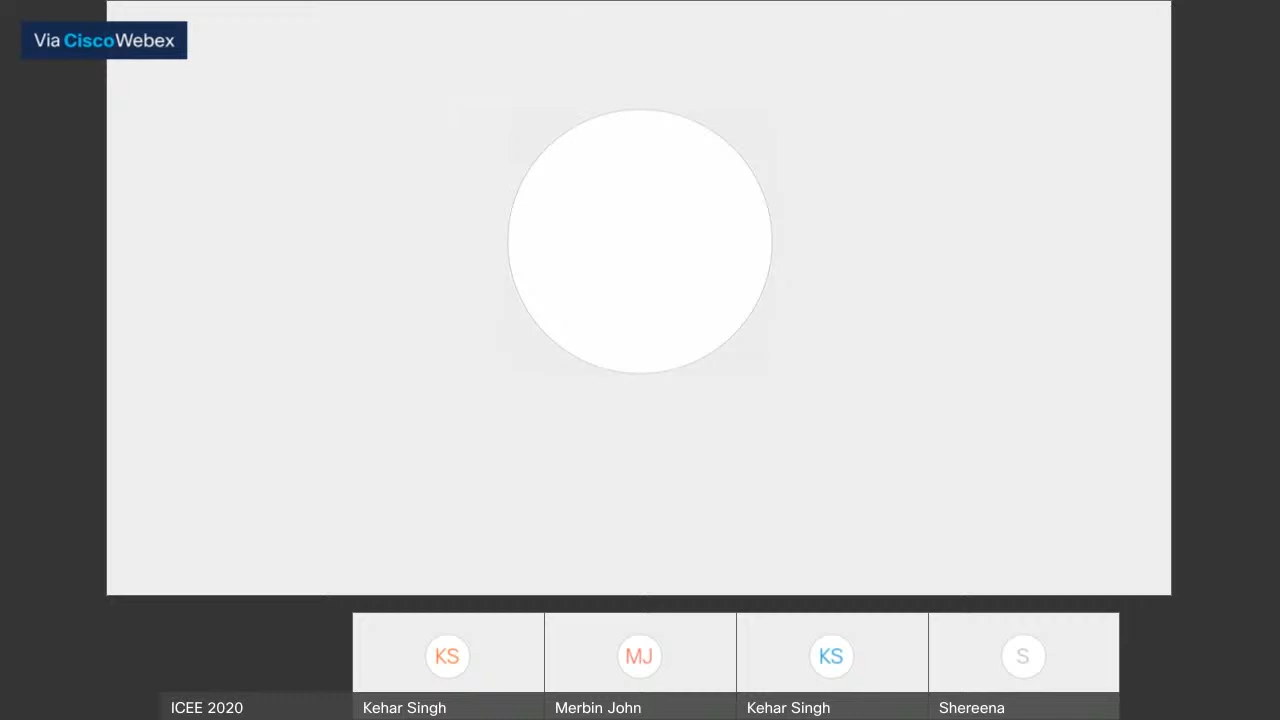 Via CiscoWebex
KS
MJ
KS
S
ICEE 2020
Kehar Singh
Merbin John
Kehar Singh
Shereena